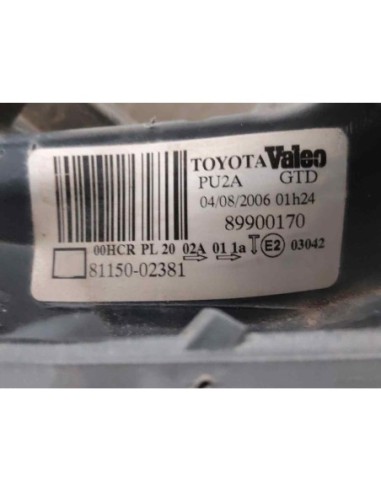 TOYOTA Valeo
PU2A GTD
04/08/2006 01h24
89900170
00HCR PL 20 02A 01 1a E2 03042
81150-02381